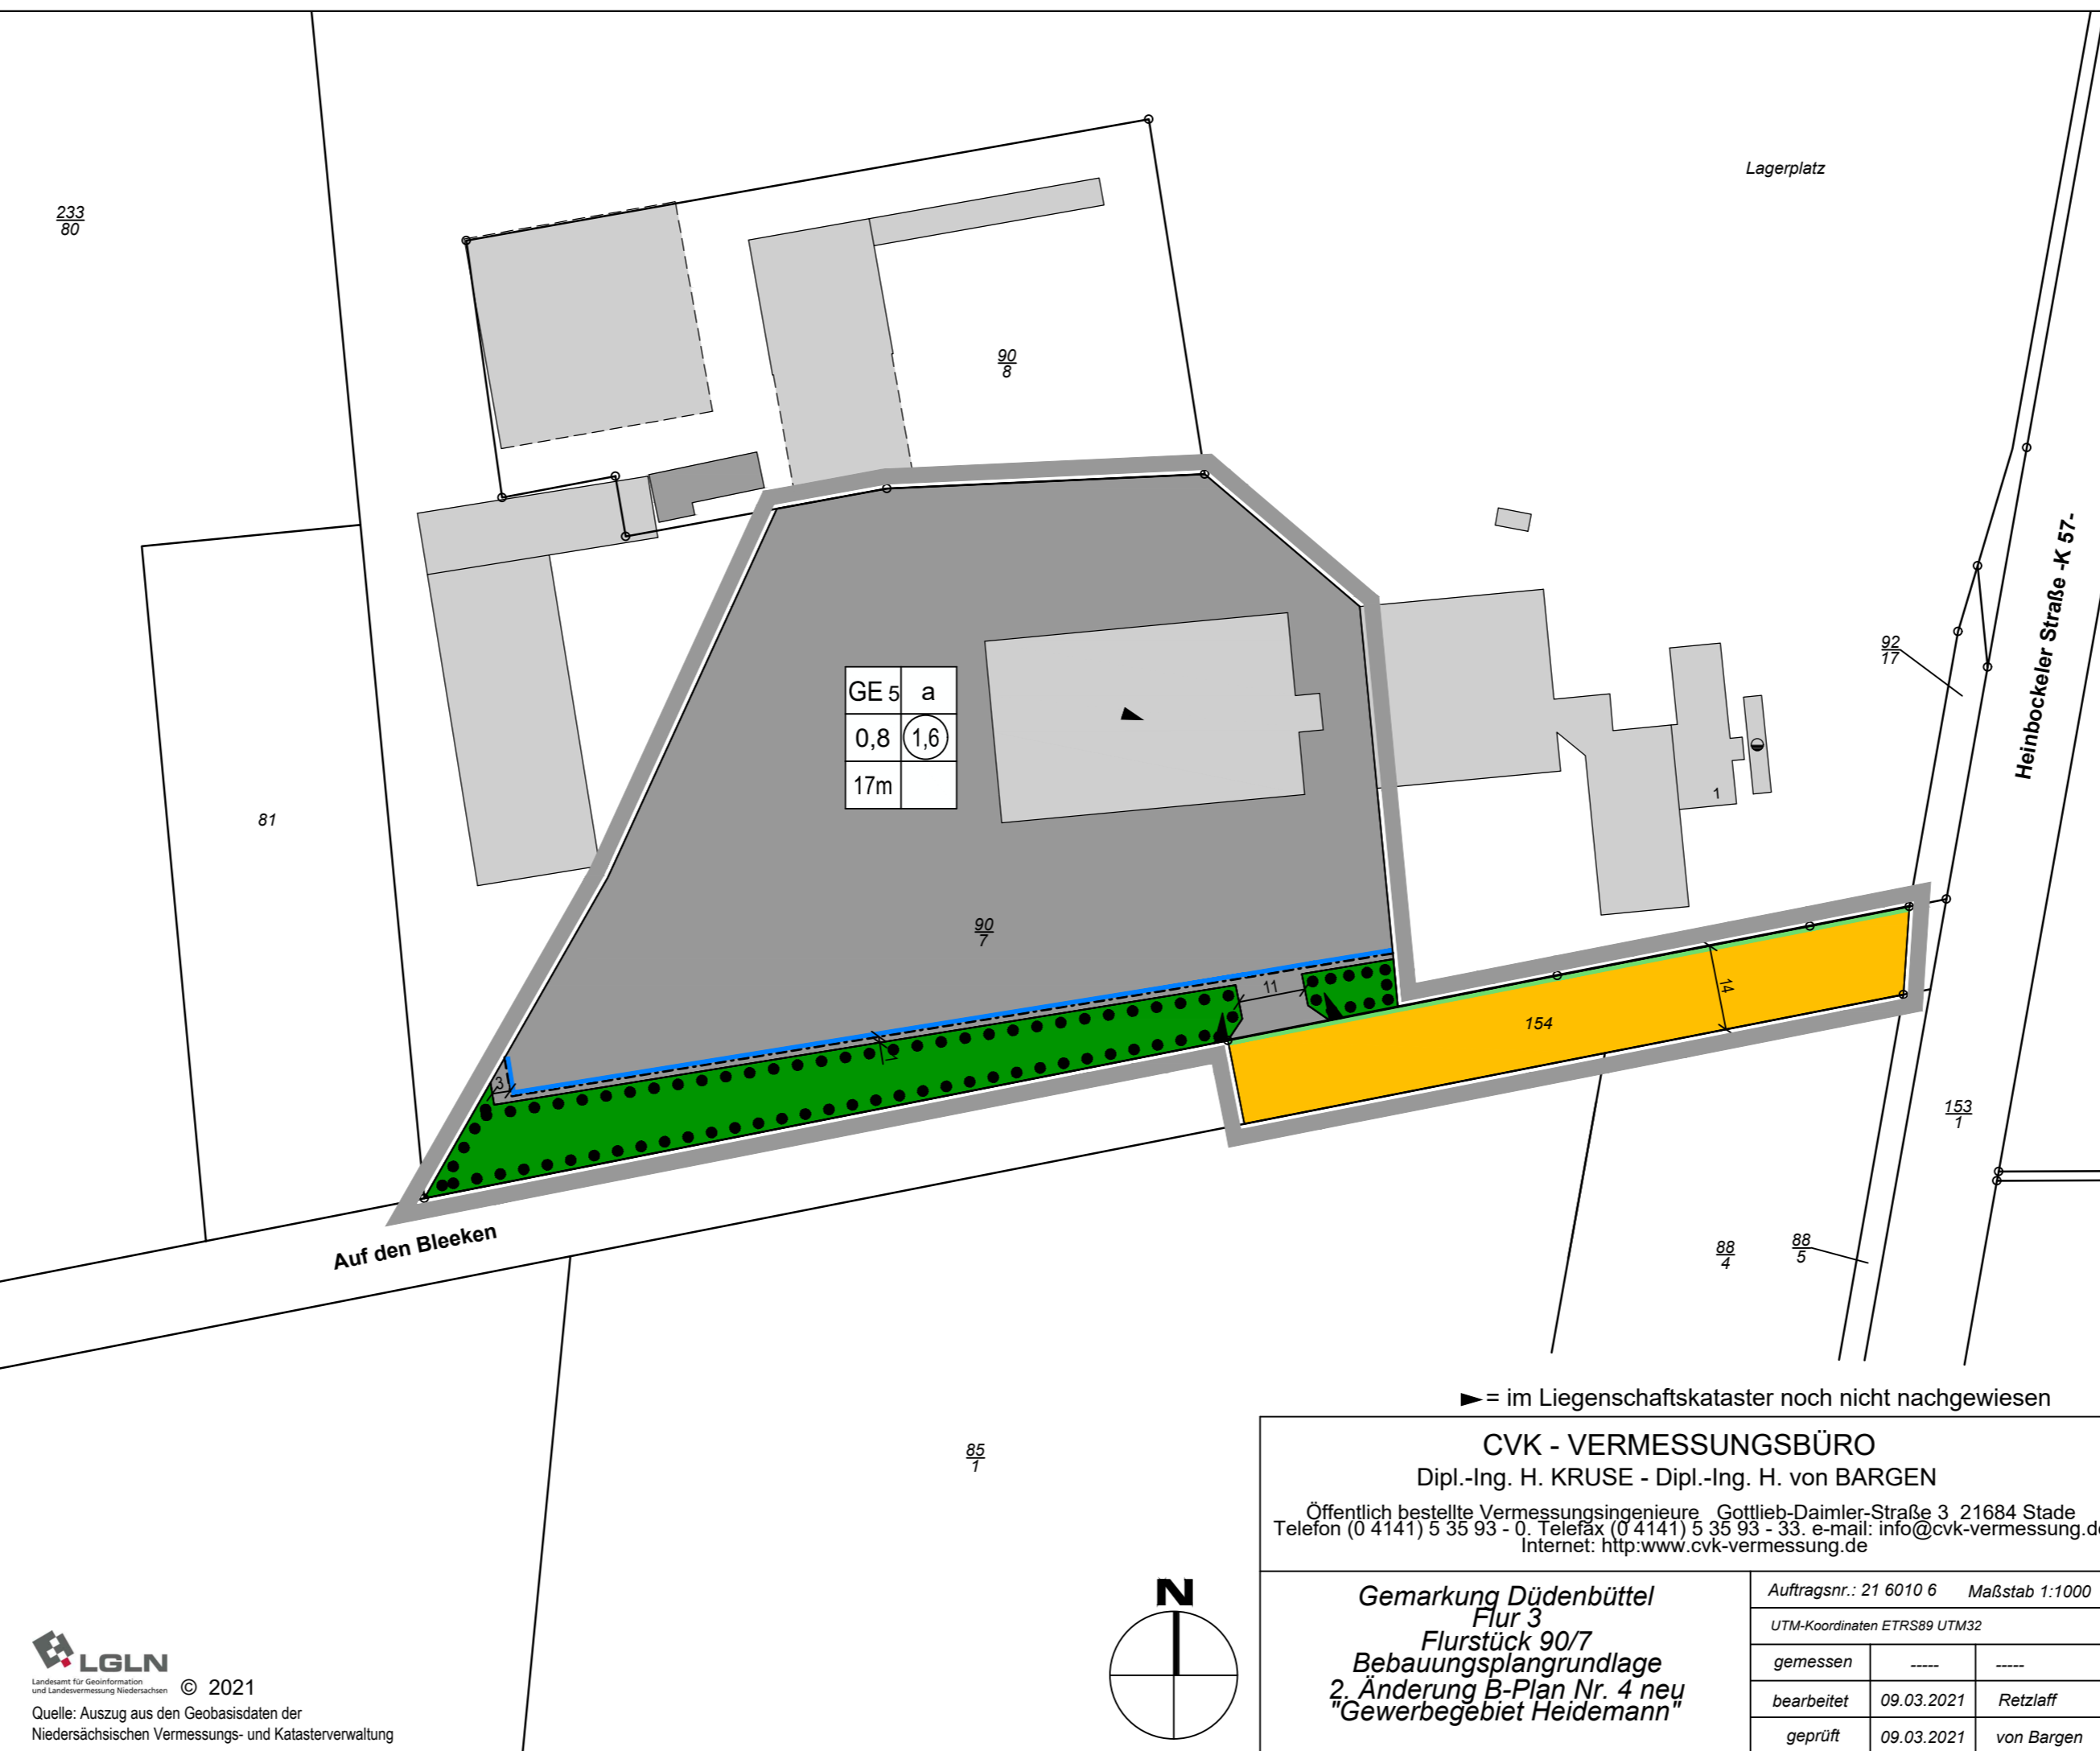 Lagerplatz
233
80
90
8
92
17
Heinbockeler Straße -K 57-
GE 5 a
0,8 1,6
17m
1
81
90
7
11
14
154
3
1
153
1
Auf den Bleeken
88
4
88
5
85
1
= im Liegenschaftskataster noch nicht nachgewiesen
CVK - VERMESSUNGSBÜRO
Dipl.-Ing. H. KRUSE - Dipl.-Ing. H. von BARGEN
Öffentlich bestellte Vermessungsingenieure Gottlieb-Daimler-Straße 3 21684 Stade
Telefon (0 4141) 5 35 93 - 0. Telefax (0 4141) 5 35 93 - 33. e-mail: info@cvk-vermessung.de
Internet: http:www.cvk-vermessung.de
N
Gemarkung Düdenbüttel
Flur 3
Flurstück 90/7
Bebauungsplangrundlage
2. Änderung B-Plan Nr. 4 neu
"Gewerbegebiet Heidemann"
Auftragsnr.: 21 6010 6 Maßstab 1:1000
UTM-Koordinaten ETRS89 UTM32
gemessen ----- -----
bearbeitet 09.03.2021 Retzlaff
geprüft 09.03.2021 von Bargen
LGLN
Landesamt für Geoinformation
und Landesvermessung Niedersachsen
© 2021
Quelle: Auszug aus den Geobasisdaten der
Niedersächsischen Vermessungs- und Katasterverwaltung